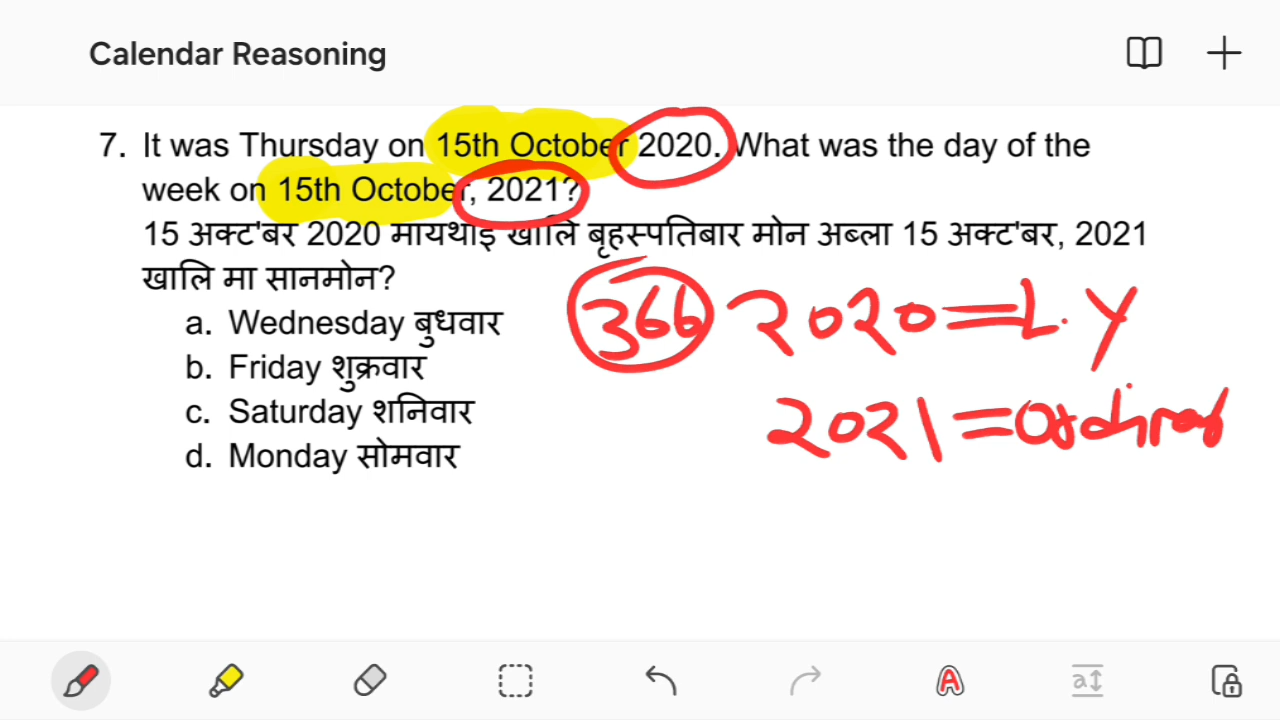 Calendar Reasoning
7. It was Thursday on 15th October 2020. What was the day of the
week on 15th October, 2021?
15 अक्ट'बर 2020 मायथाइ खालि बृहस्पतिबार मोन अब्ला 15 अक्ट'बर, 2021
खालि मा सानमोन?
a. Wednesday बुधवार
b. Friday शुक्रवार
c. Saturday शनिवार
d. Monday सोमवार
366 2020 = L.Y
2021 =
A
a